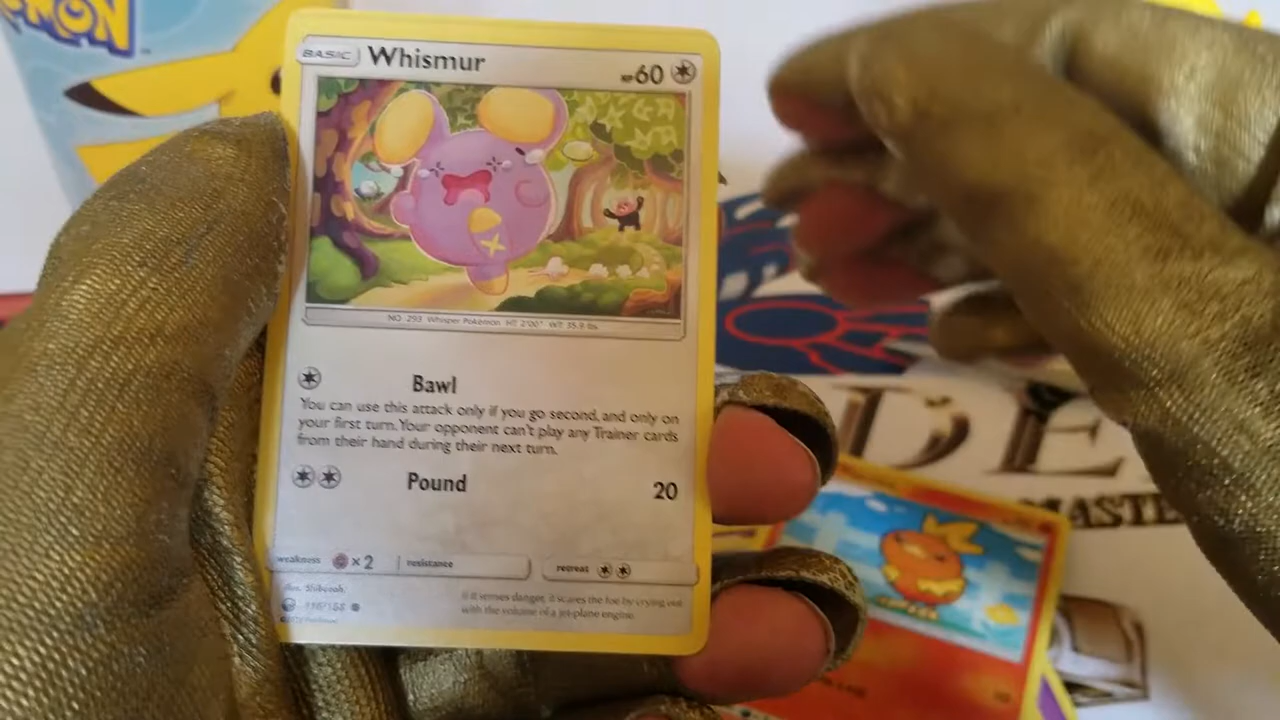 BASIC Whismur HP 60
NO. 293 Whisper Pokémon HT: 2'00" WT: 35.9 lbs.
Bawl
You can use this attack only if you go second, and only on
your first turn. Your opponent can't play any Trainer cards
from their hand during their next turn.
Pound 20
weakness ×2 resistance retreat
illus. Shibuzoh.
If it senses danger, it scares the foe by crying out
with the volume of a jet-plane engine.
DE
MASTE